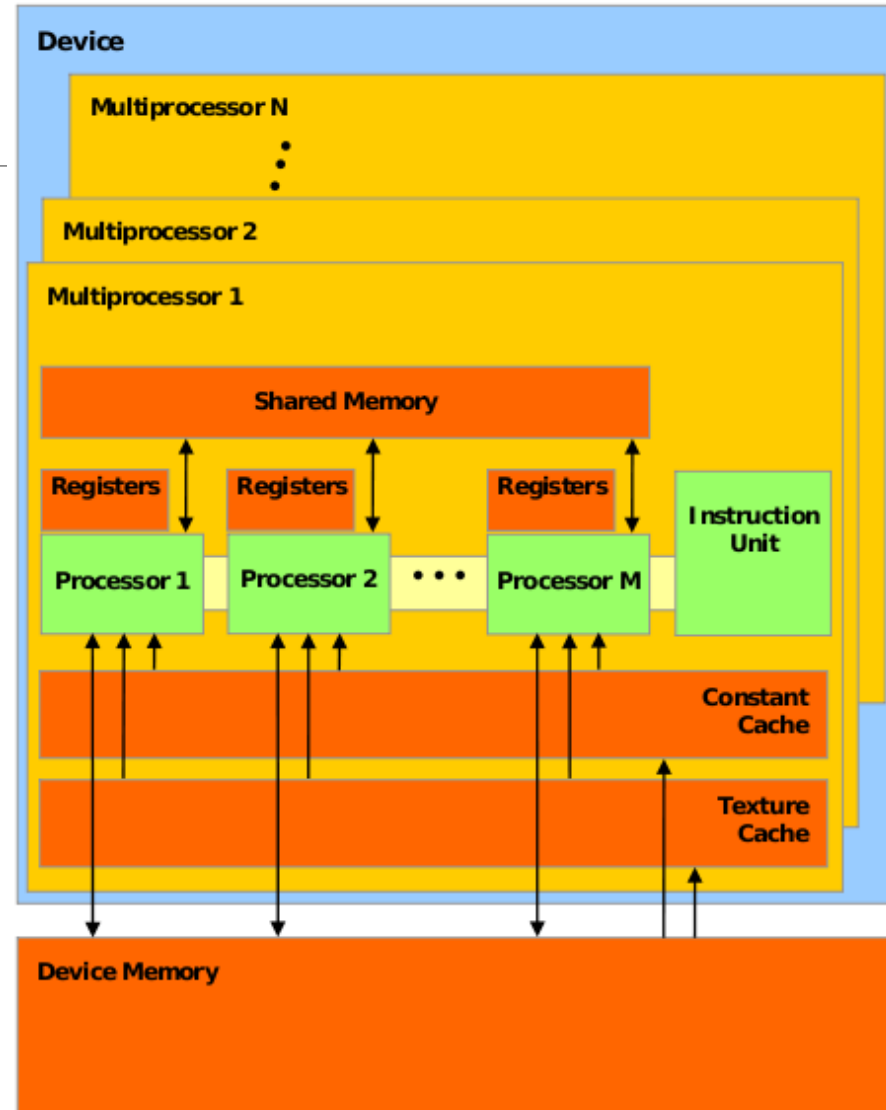 Device
Multiprocessor N
Multiprocessor 2
Multiprocessor 1
Shared Memory
Registers
Registers
Registers
Instruction
Unit
Processor 1
Processor 2
• • •
Processor M
Constant
Cache
Texture
Cache
Device Memory